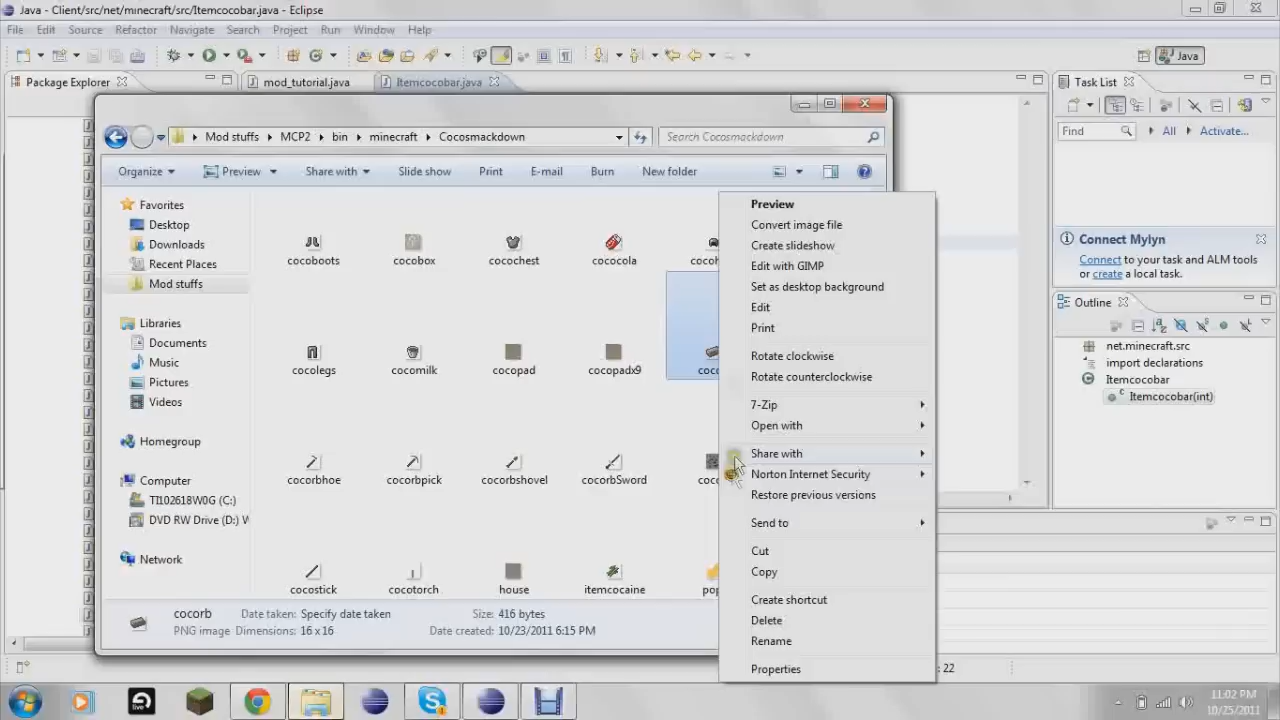 Java - Client/src/net/minecraft/src/Itemcocobar.java - Eclipse
File Edit Source Refactor Navigate Search Project Run Window Help
Java
Package Explorer
mod_tutorial.java
Itemcocobar.java
Task List
Find
All
Activate...
Connect Mylyn
Connect to your task and ALM tools
or create a local task.
Outline
net.minecraft.src
import declarations
Itemcocobar
Itemcocobar(int)
Mod stuffs
MCP2
bin
minecraft
Cocosmackdown
Search Cocosmackdown
Organize
Preview
Share with
Slide show
Print
E-mail
Burn
New folder
Favorites
Desktop
Downloads
Recent Places
Mod stuffs
Libraries
Documents
Music
Pictures
Videos
Homegroup
Computer
TI102618W0G (C:)
DVD RW Drive (D:) W
Network
cocoboots
cocobox
cocochest
cococola
cocolegs
cocomilk
cocopad
cocopadx9
cocorbhoe
cocorbpick
cocorbshovel
cocorbSword
cocostick
cocotorch
house
itemcocaine
cocorb
PNG image
Date taken: Specify date taken
Dimensions: 16 x 16
Size: 416 bytes
Date created: 10/23/2011 6:15 PM
Preview
Convert image file
Create slideshow
Edit with GIMP
Set as desktop background
Edit
Print
Rotate clockwise
Rotate counterclockwise
7-Zip
Open with
Share with
Norton Internet Security
Restore previous versions
Send to
Cut
Copy
Create shortcut
Delete
Rename
Properties
: 22
live
11:02 PM
10/25/2011